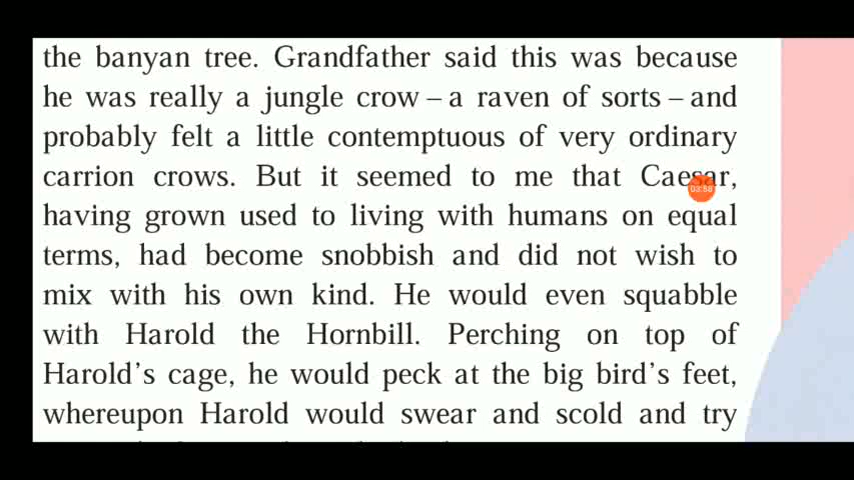 the banyan tree. Grandfather said this was because
he was really a jungle crow – a raven of sorts – and
probably felt a little contemptuous of very ordinary
carrion crows. But it seemed to me that Caesar,
03:58
having grown used to living with humans on equal
terms, had become snobbish and did not wish to
mix with his own kind. He would even squabble
with Harold the Hornbill. Perching on top of
Harold's cage, he would peck at the big bird's feet,
whereupon Harold would swear and scold and try